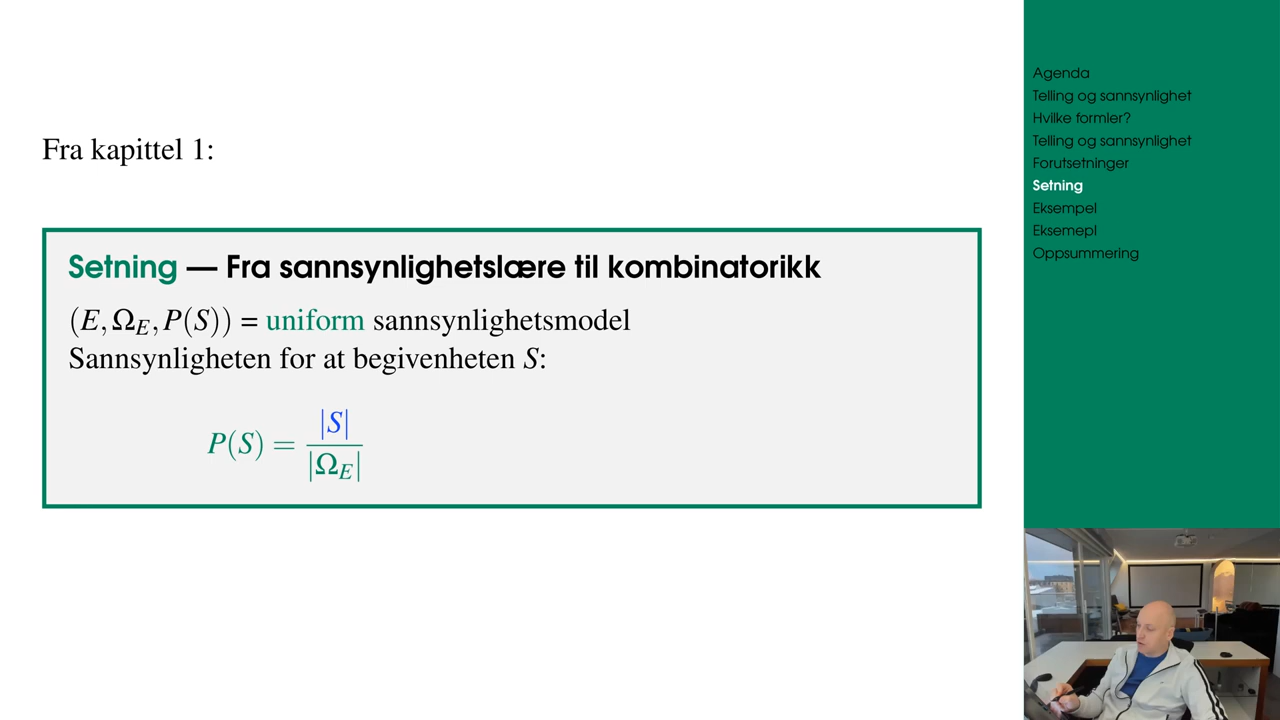 Fra kapittel 1:
Setning — Fra sannsynlighetslære til kombinatorikk
(E, Ω_E, P(S)) = uniform sannsynlighetsmodel
Sannsynligheten for at begivenheten S:
P(S) = |S| / |Ω_E|
Agenda
Telling og sannsynlighet
Hvilke formler?
Telling og sannsynlighet
Forutsetninger
Setning
Eksempel
Eksemepl
Oppsummering